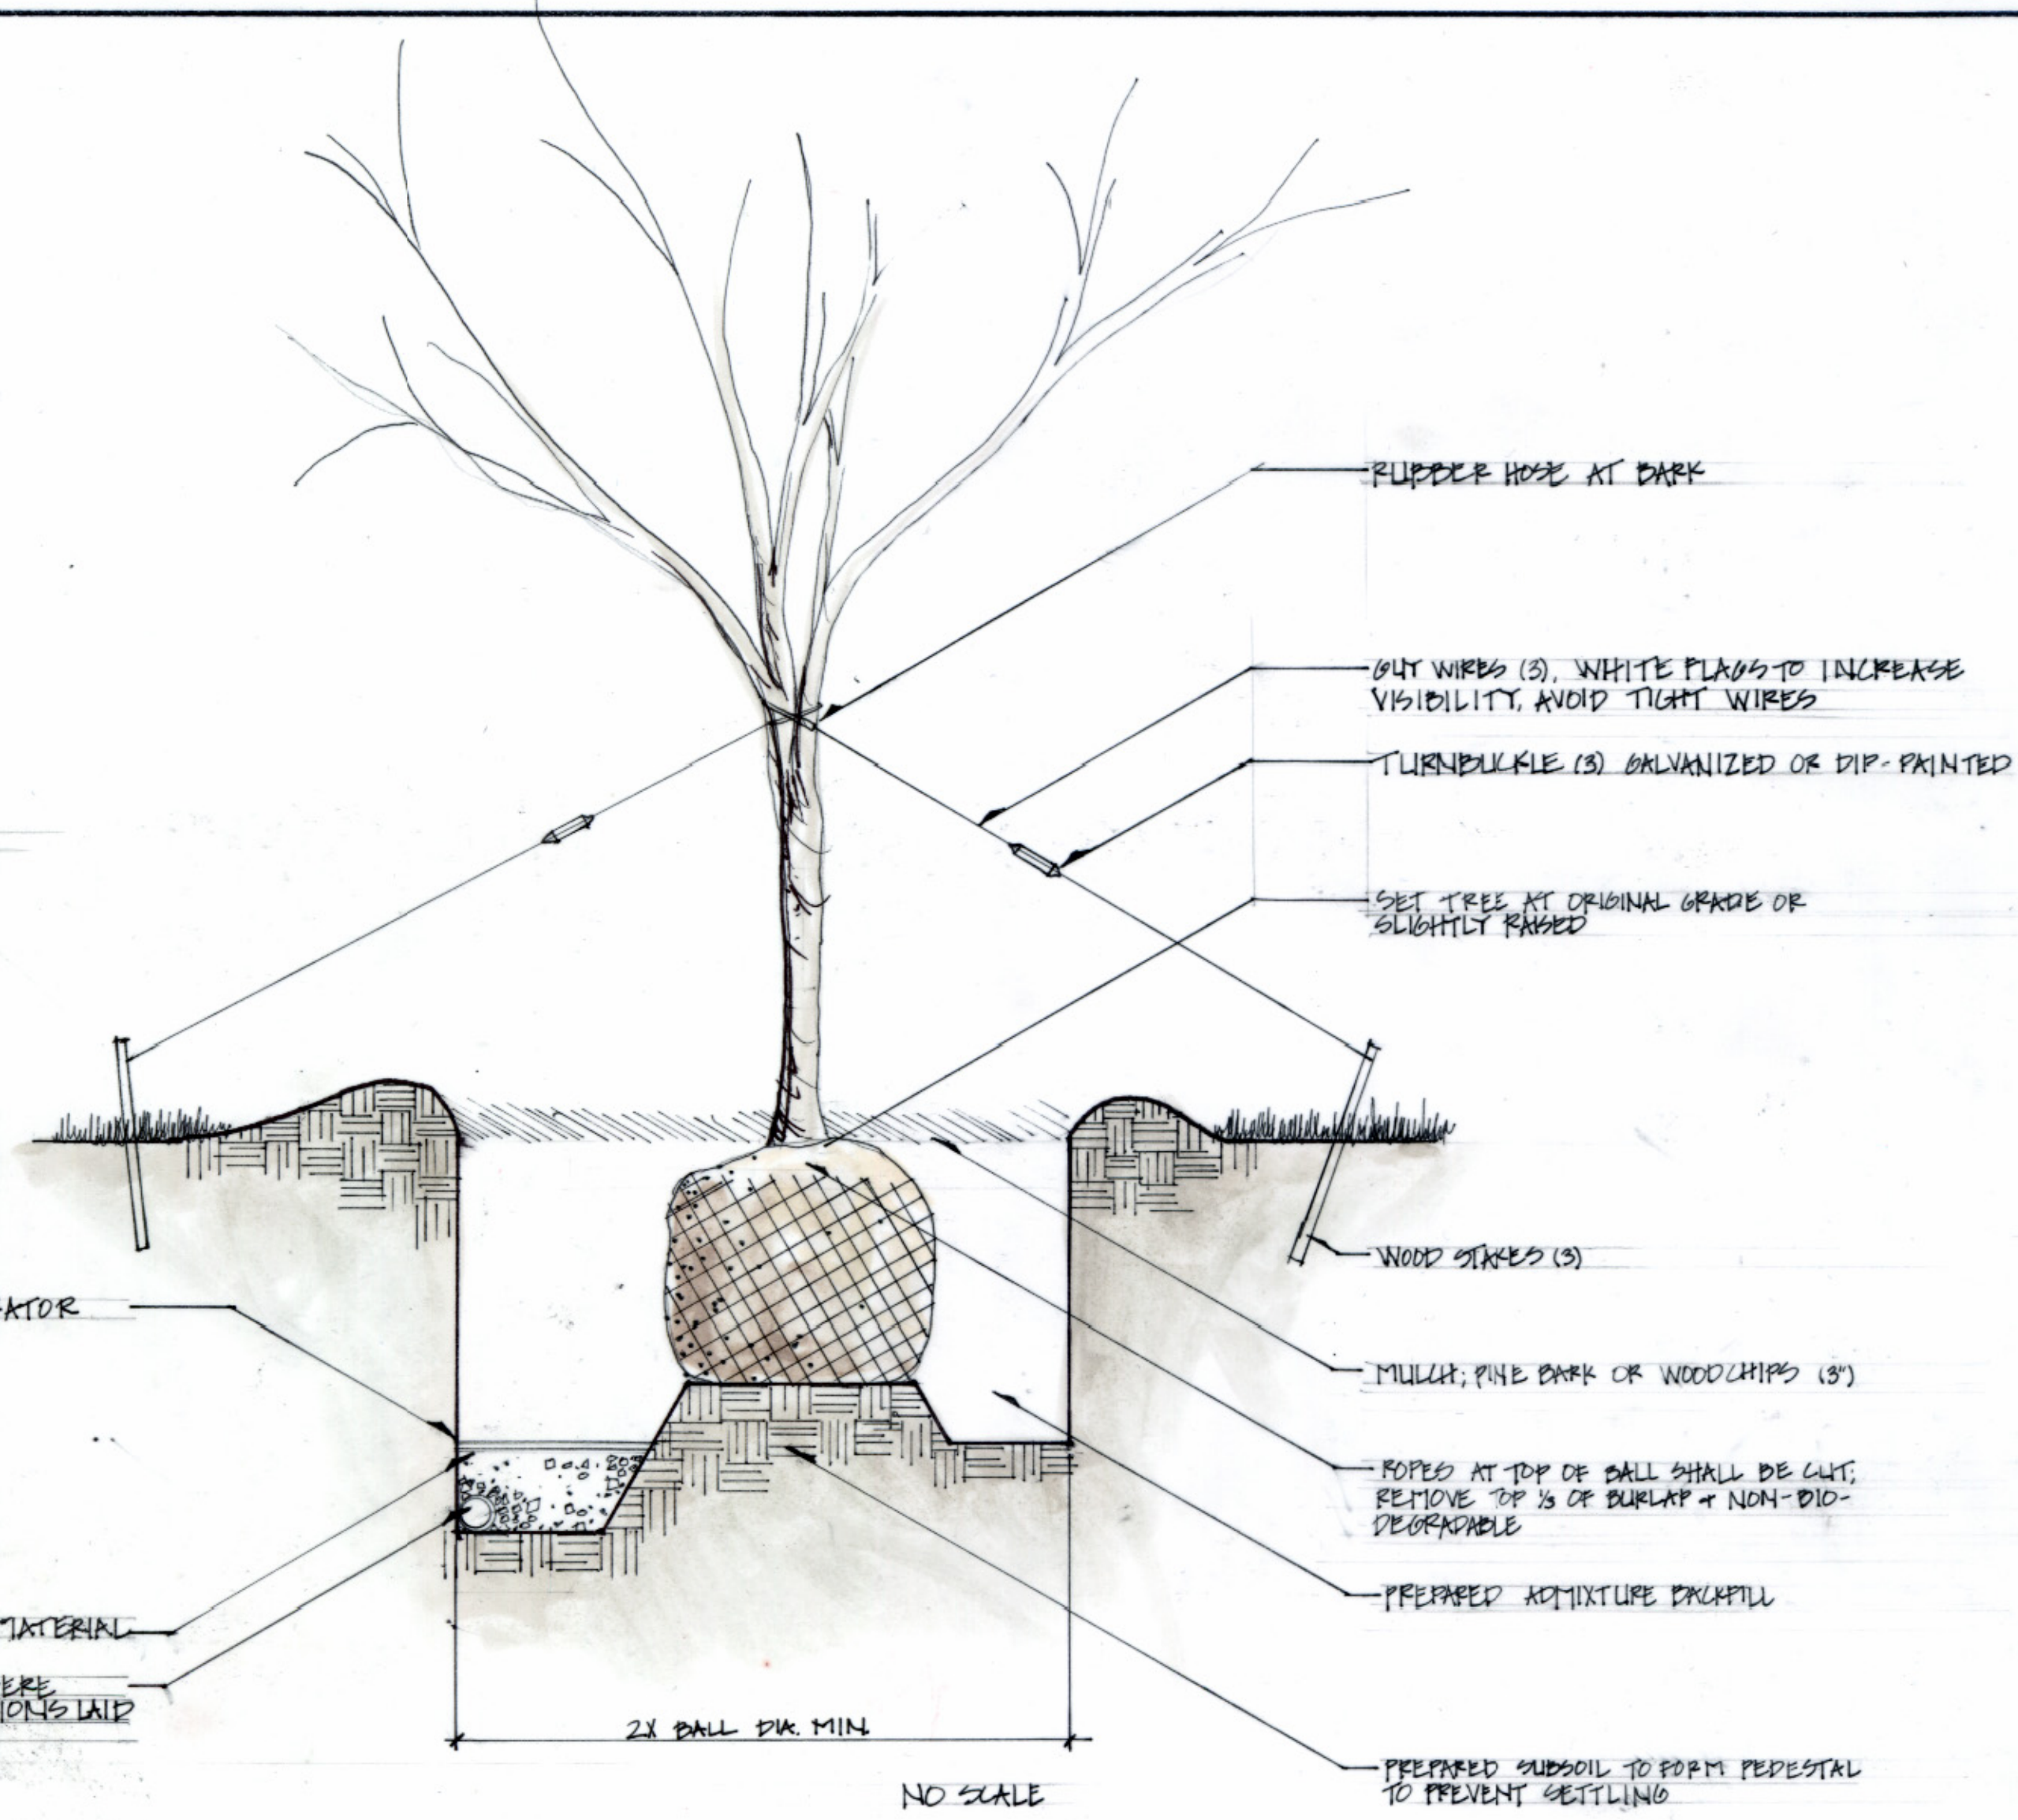 RUBBER HOSE AT BARK
GUY WIRES (3), WHITE FLAGS TO INCREASE
VISIBILITY, AVOID TIGHT WIRES
TURNBUCKLE (3) GALVANIZED OR DIP-PAINTED
SET TREE AT ORIGINAL GRADE OR
SLIGHTLY RAISED
WOOD STAKES (3)
ATOR
MULCH; PINE BARK OR WOODCHIPS (3")
ROPES AT TOP OF BALL SHALL BE CUT;
REMOVE TOP ⅓ OF BURLAP + NON-BIO-
DEGRADABLE
PREPARED ADMIXTURE BACKFILL
MATERIAL
ERE
IONS LAID
2X BALL DIA. MIN.
PREPARED SUBSOIL TO FORM PEDESTAL
TO PREVENT SETTLING
NO SCALE